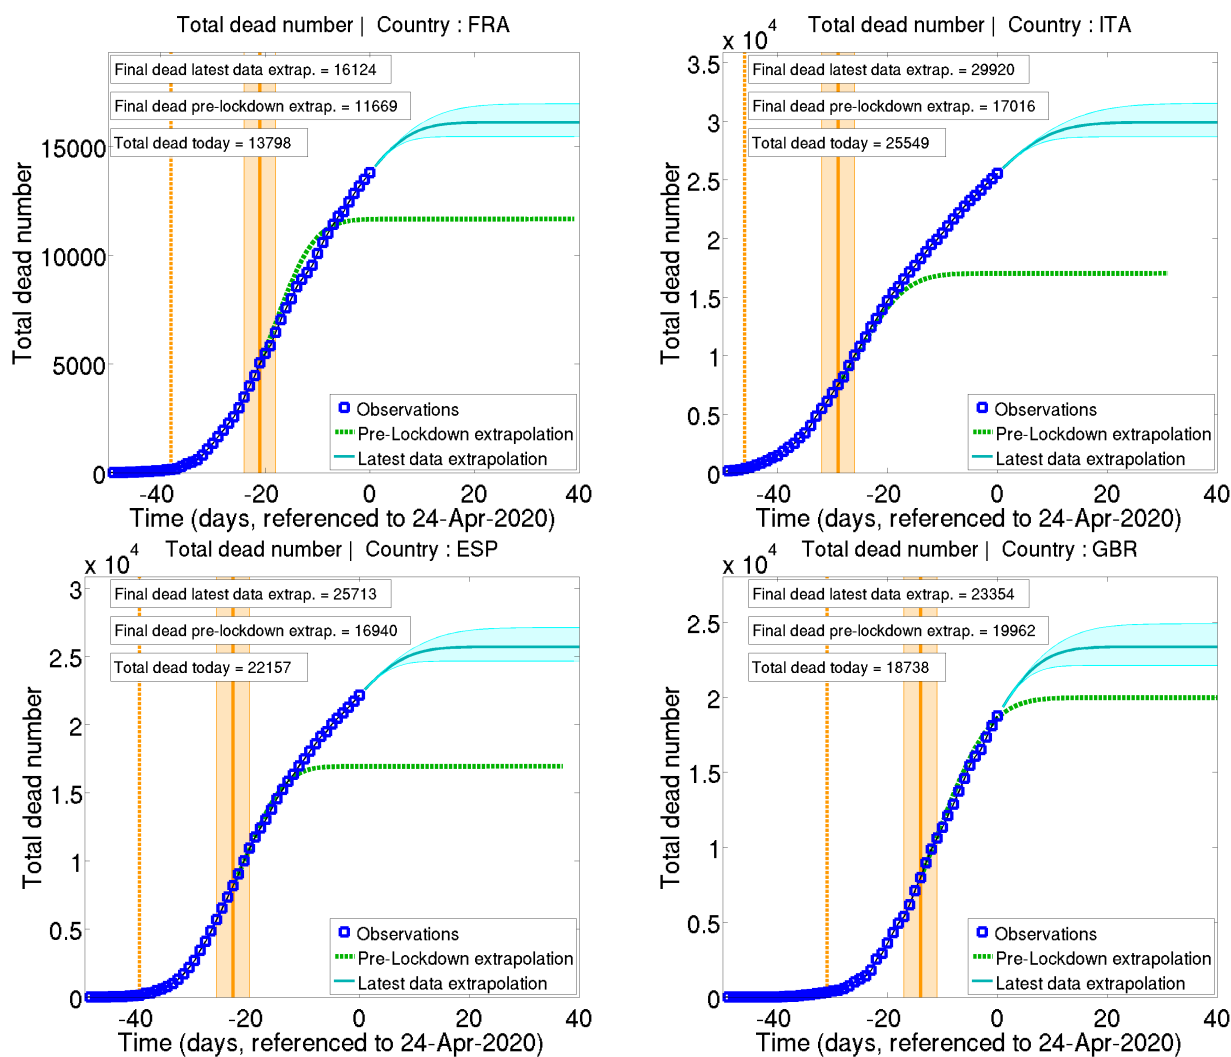 Total dead number |  Country : FRA
Final dead latest data extrap. = 16124
Final dead pre-lockdown extrap. = 11669
Total dead today = 13798
15000
10000
5000
0
Total dead number
Observations
Pre-Lockdown extrapolation
Latest data extrapolation
-40 -20 0 20 40
Time (days, referenced to 24-Apr-2020)
Total dead number |  Country : ITA
x 10^4
Final dead latest data extrap. = 29920
Final dead pre-lockdown extrap. = 17016
Total dead today = 25549
3.5
3
2.5
2
1.5
1
0.5
0
Total dead number
Observations
Pre-Lockdown extrapolation
Latest data extrapolation
-40 -20 0 20 40
Time (days, referenced to 24-Apr-2020)
Total dead number |  Country : ESP
x 10^4
Final dead latest data extrap. = 25713
Final dead pre-lockdown extrap. = 16940
Total dead today = 22157
3
2.5
2
1.5
1
0.5
0
Total dead number
Observations
Pre-Lockdown extrapolation
Latest data extrapolation
-40 -20 0 20 40
Time (days, referenced to 24-Apr-2020)
Total dead number |  Country : GBR
x 10^4
Final dead latest data extrap. = 23354
Final dead pre-lockdown extrap. = 19962
Total dead today = 18738
2.5
2
1.5
1
0.5
0
Total dead number
Observations
Pre-Lockdown extrapolation
Latest data extrapolation
-40 -20 0 20 40
Time (days, referenced to 24-Apr-2020)